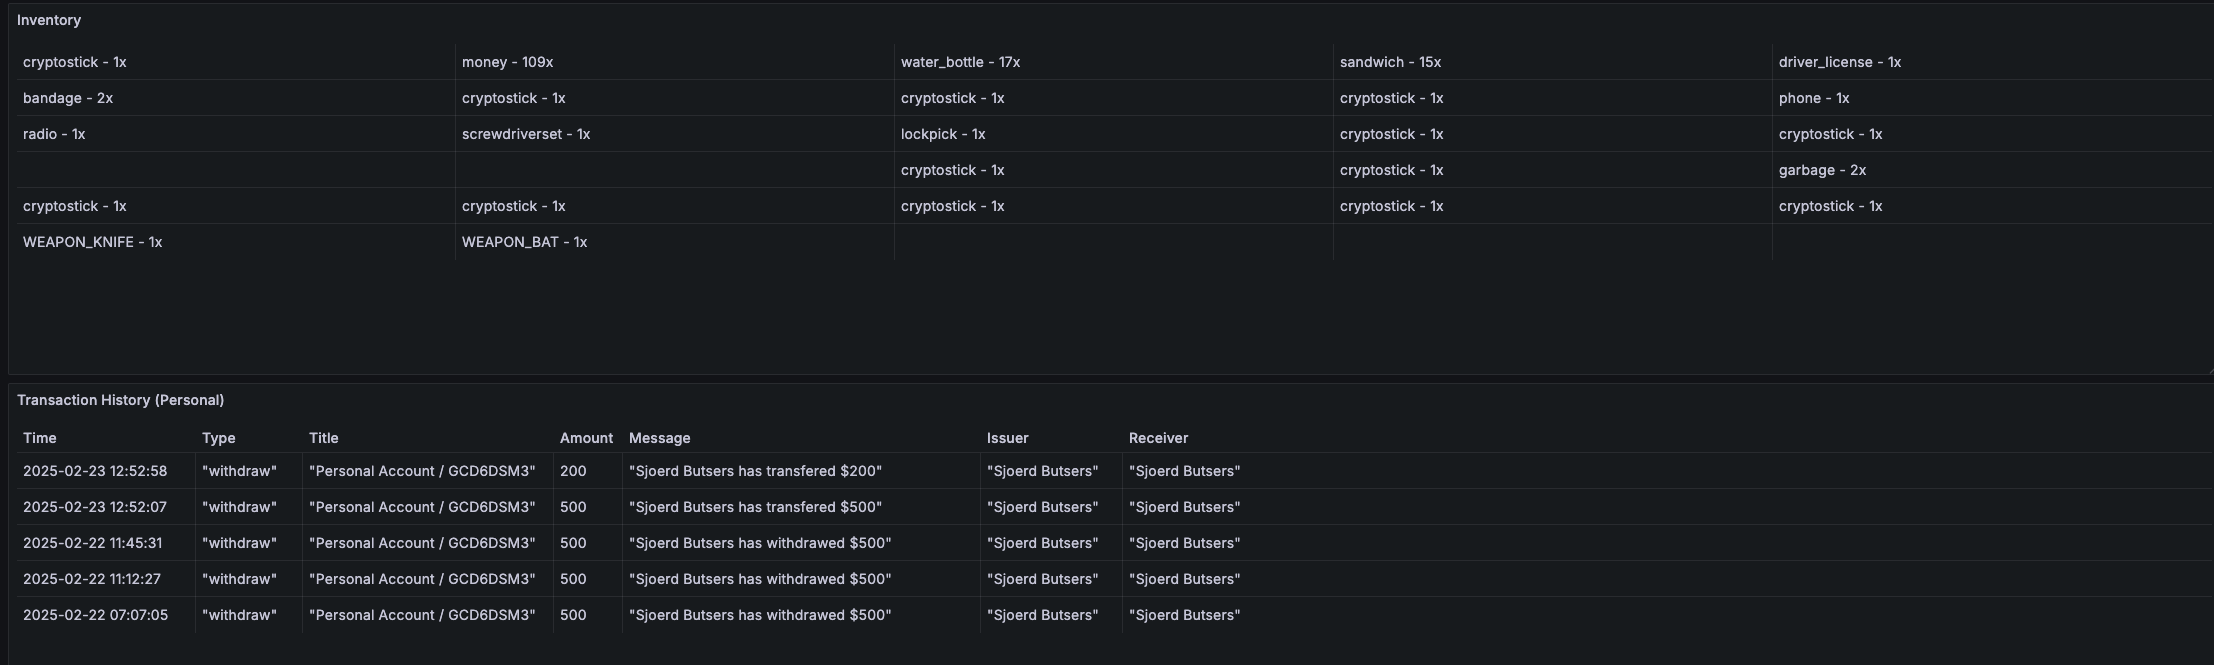 Inventory
cryptostick - 1x money - 109x water_bottle - 17x sandwich - 15x driver_license - 1x
bandage - 2x cryptostick - 1x cryptostick - 1x cryptostick - 1x phone - 1x
radio - 1x screwdriverset - 1x lockpick - 1x cryptostick - 1x cryptostick - 1x
cryptostick - 1x cryptostick - 1x garbage - 2x
cryptostick - 1x cryptostick - 1x cryptostick - 1x cryptostick - 1x cryptostick - 1x
WEAPON_KNIFE - 1x WEAPON_BAT - 1x
Transaction History (Personal)
Time Type Title Amount Message Issuer Receiver
2025-02-23 12:52:58 "withdraw" "Personal Account / GCD6DSM3" 200 "Sjoerd Butsers has transfered $200" "Sjoerd Butsers" "Sjoerd Butsers"
2025-02-23 12:52:07 "withdraw" "Personal Account / GCD6DSM3" 500 "Sjoerd Butsers has transfered $500" "Sjoerd Butsers" "Sjoerd Butsers"
2025-02-22 11:45:31 "withdraw" "Personal Account / GCD6DSM3" 500 "Sjoerd Butsers has withdrawed $500" "Sjoerd Butsers" "Sjoerd Butsers"
2025-02-22 11:12:27 "withdraw" "Personal Account / GCD6DSM3" 500 "Sjoerd Butsers has withdrawed $500" "Sjoerd Butsers" "Sjoerd Butsers"
2025-02-22 07:07:05 "withdraw" "Personal Account / GCD6DSM3" 500 "Sjoerd Butsers has withdrawed $500" "Sjoerd Butsers" "Sjoerd Butsers"